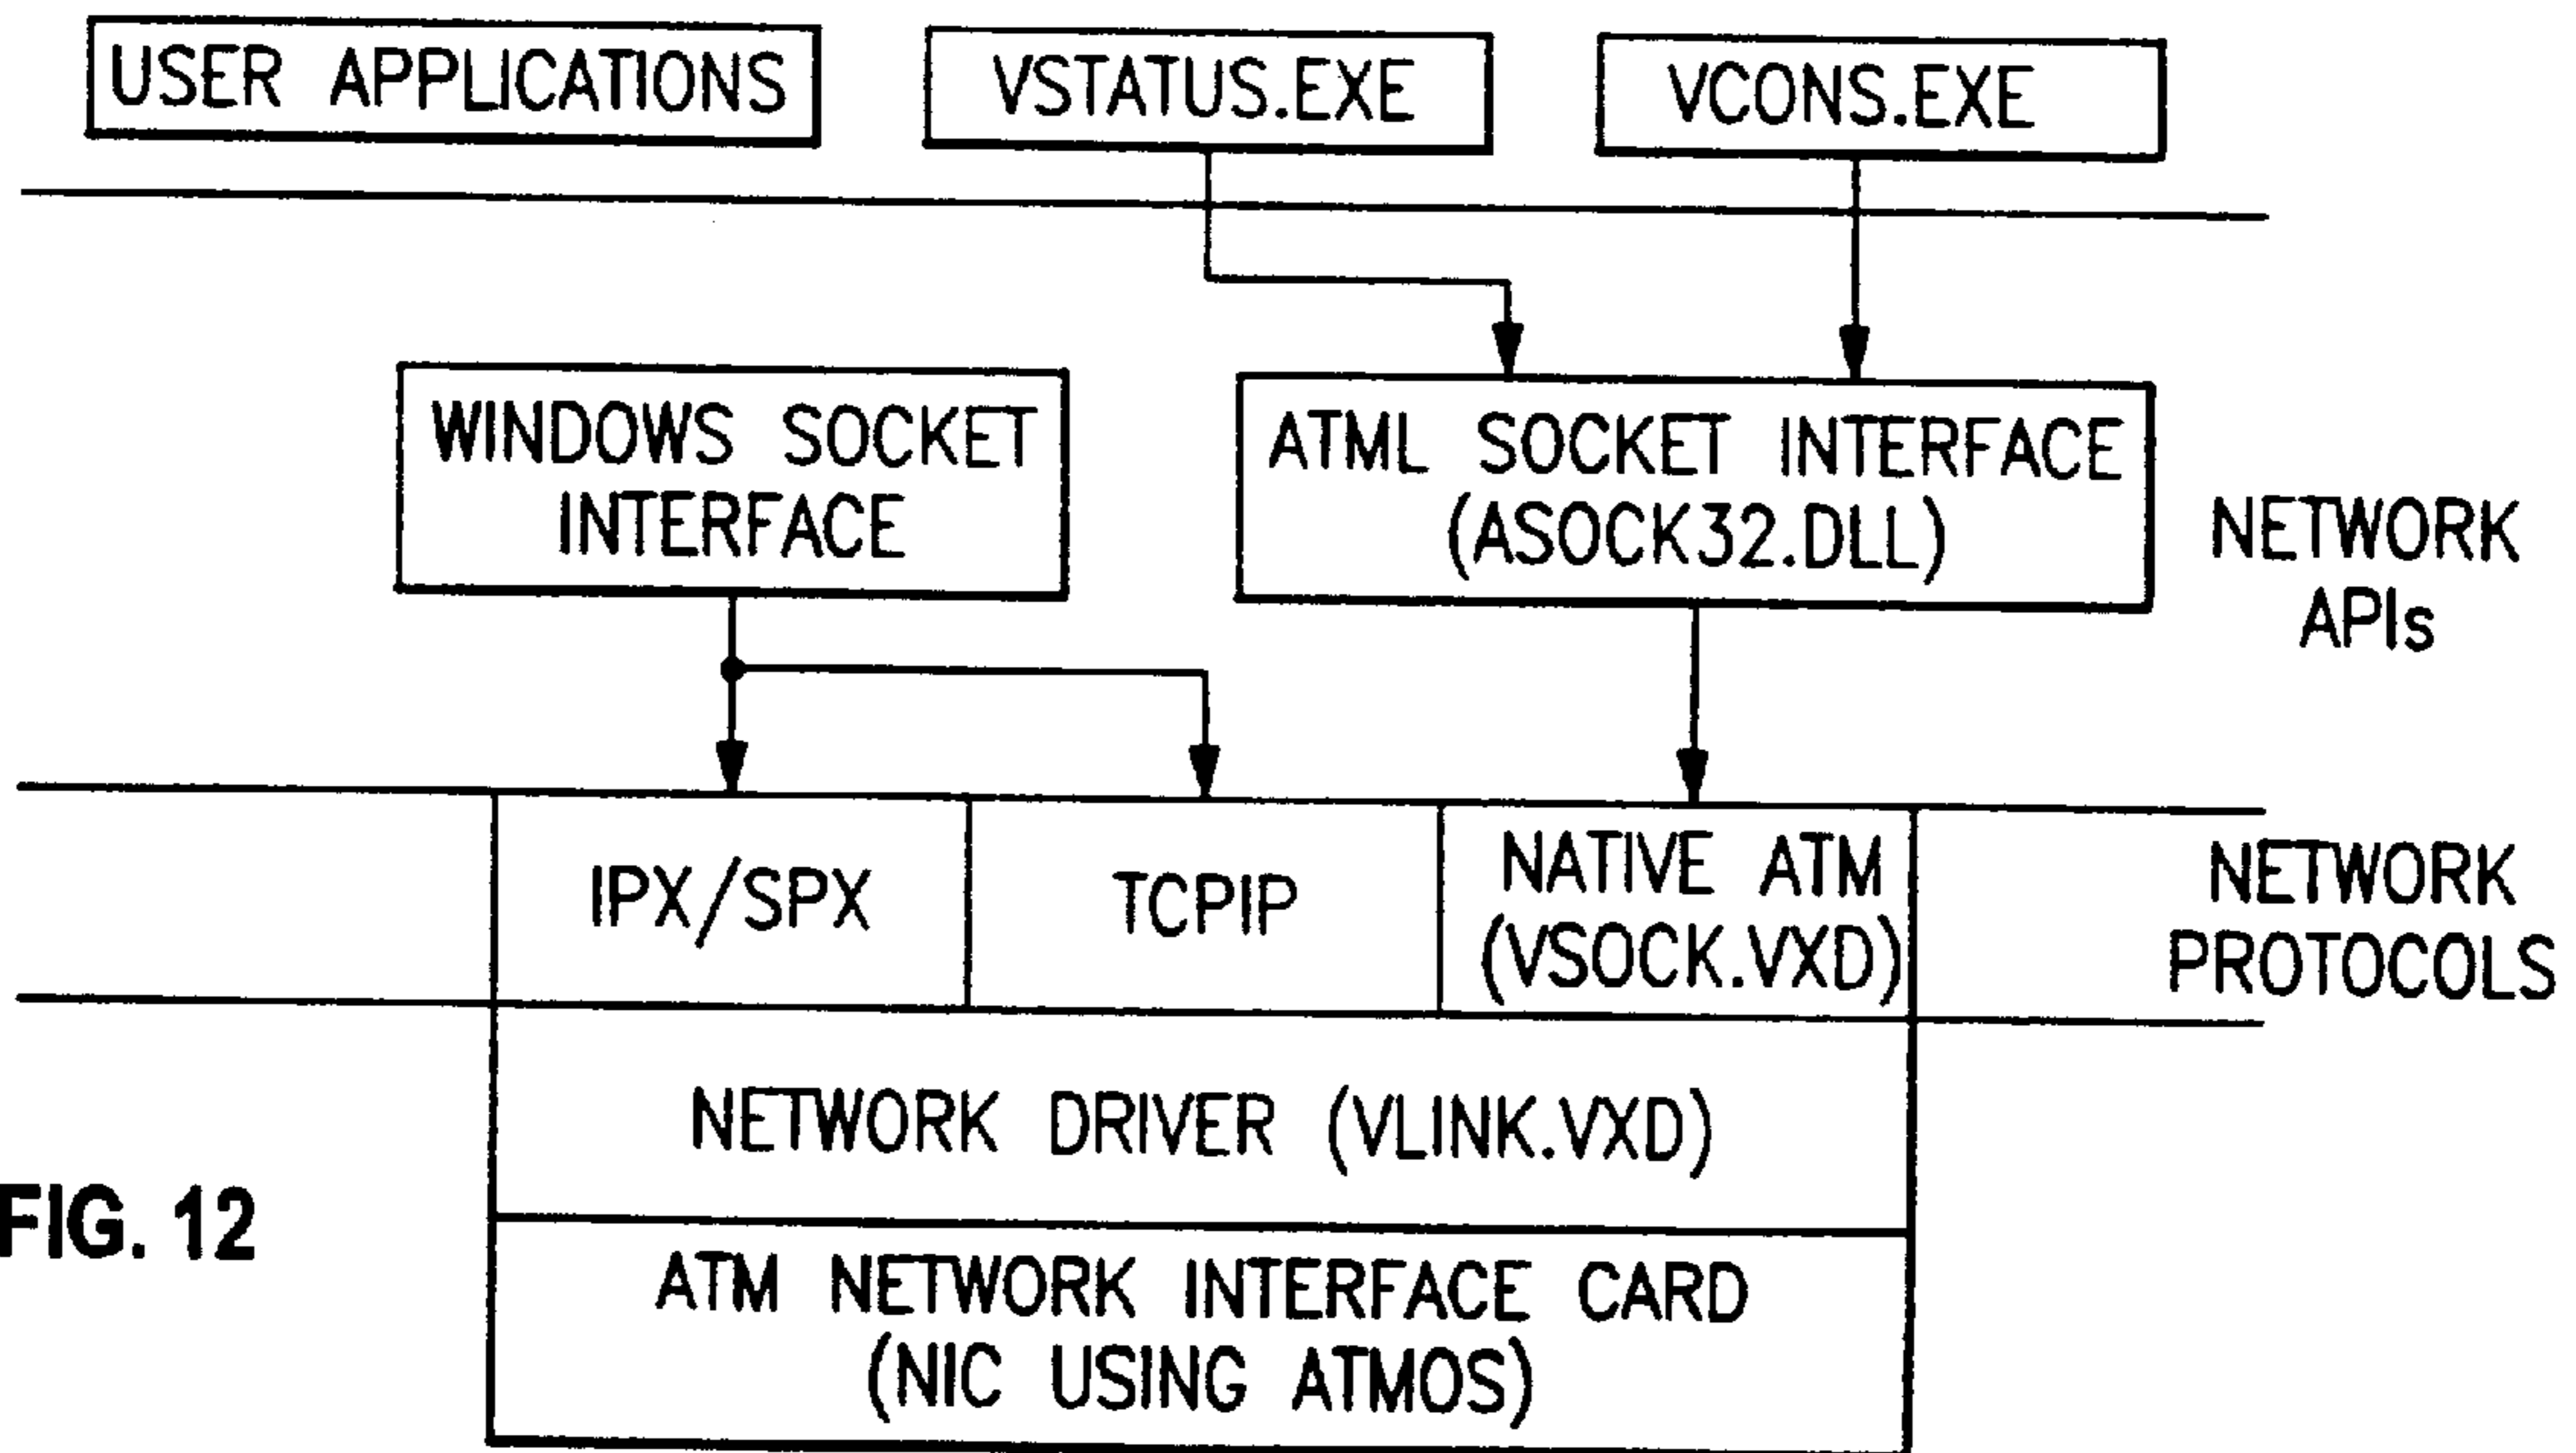 USER APPLICATIONS
VSTATUS.EXE
VCONS.EXE
WINDOWS SOCKET
INTERFACE
ATML SOCKET INTERFACE
(ASOCK32.DLL)
NETWORK
APIs
IPX/SPX
TCPIP
NATIVE ATM
(VSOCK.VXD)
NETWORK
PROTOCOLS
NETWORK DRIVER (VLINK.VXD)
ATM NETWORK INTERFACE CARD
(NIC USING ATMOS)
FIG. 12